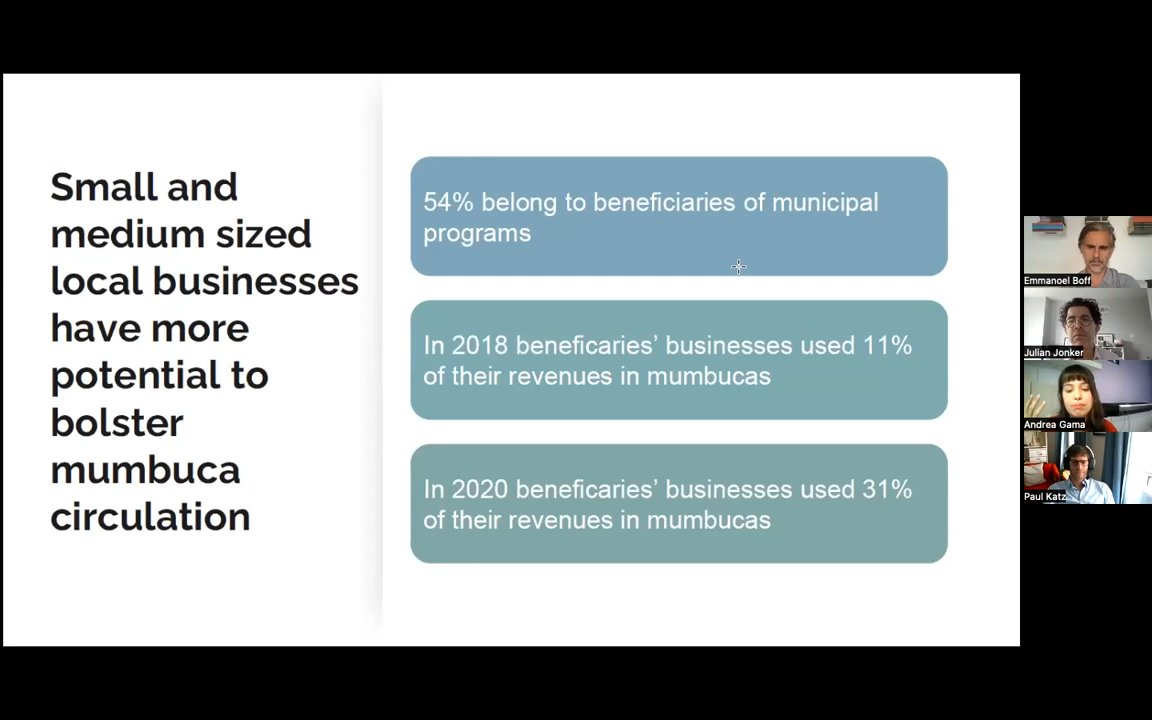 Small and
medium sized
local businesses
have more
potential to
bolster
mumbuca
circulation
54% belong to beneficiaries of municipal
programs
In 2018 beneficaries’ businesses used 11%
of their revenues in mumbucas
In 2020 beneficaries’ businesses used 31%
of their revenues in mumbucas
Emmanoel Boff
Julian Jonker
Andrea Gama
Paul Katz